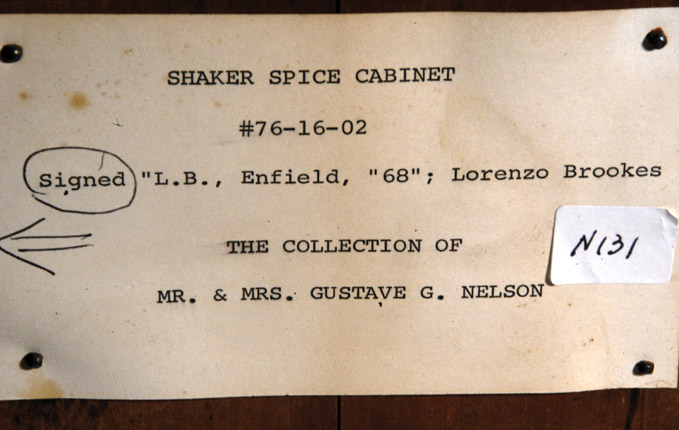 SHAKER SPICE CABINET
#76-16-02
Signed "L.B., Enfield, "68"; Lorenzo Brookes
THE COLLECTION OF
N131
MR. & MRS. GUSTAVE G. NELSON